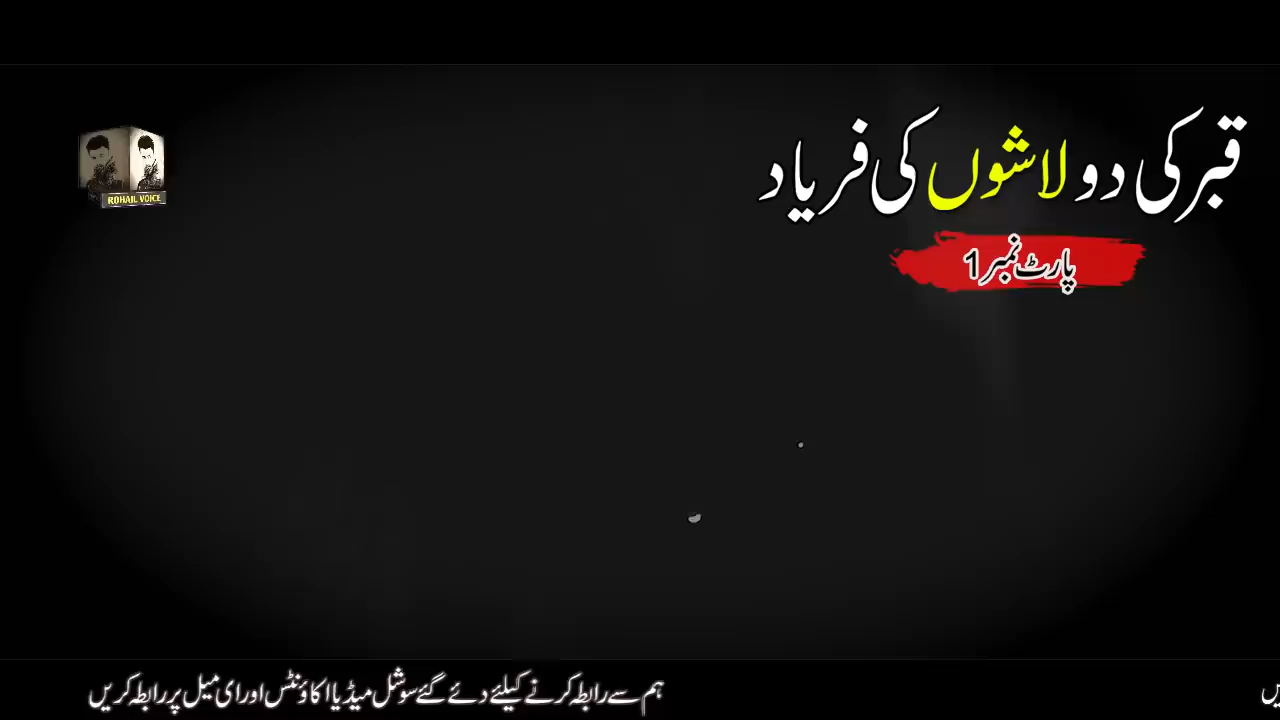 قبر کی دو لاشوں کی فریاد
پارٹ نمبر 1
ROHAIL VOICE
ہم سے رابطہ کرنے کیلئے دئے گئے سوشل میڈیا اکاؤنٹس اور ای میل پر رابطہ کریں